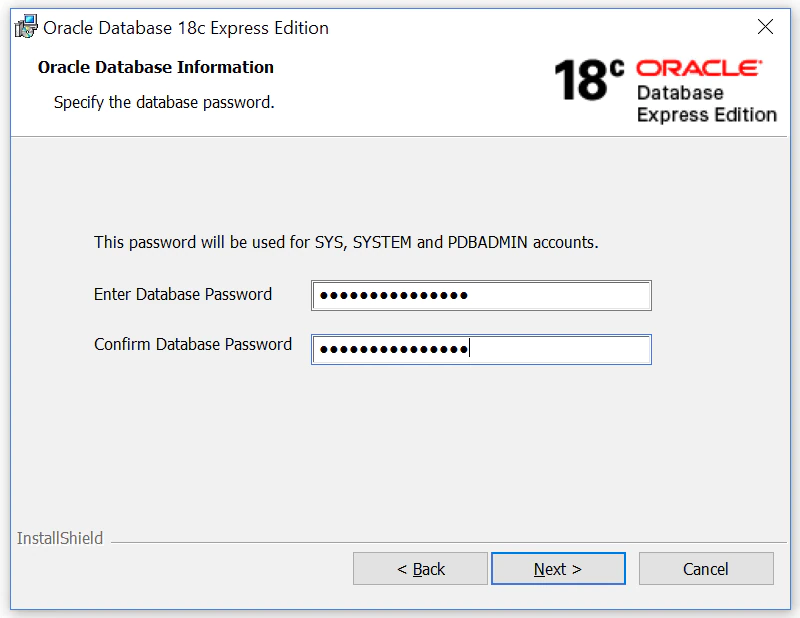 Oracle Database 18c Express Edition
Oracle Database Information
Specify the database password.
18c ORACLE
Database
Express Edition
This password will be used for SYS, SYSTEM and PDBADMIN accounts.
Enter Database Password ●●●●●●●●●●●●●●●
Confirm Database Password ●●●●●●●●●●●●●●●
InstallShield
< Back Next > Cancel